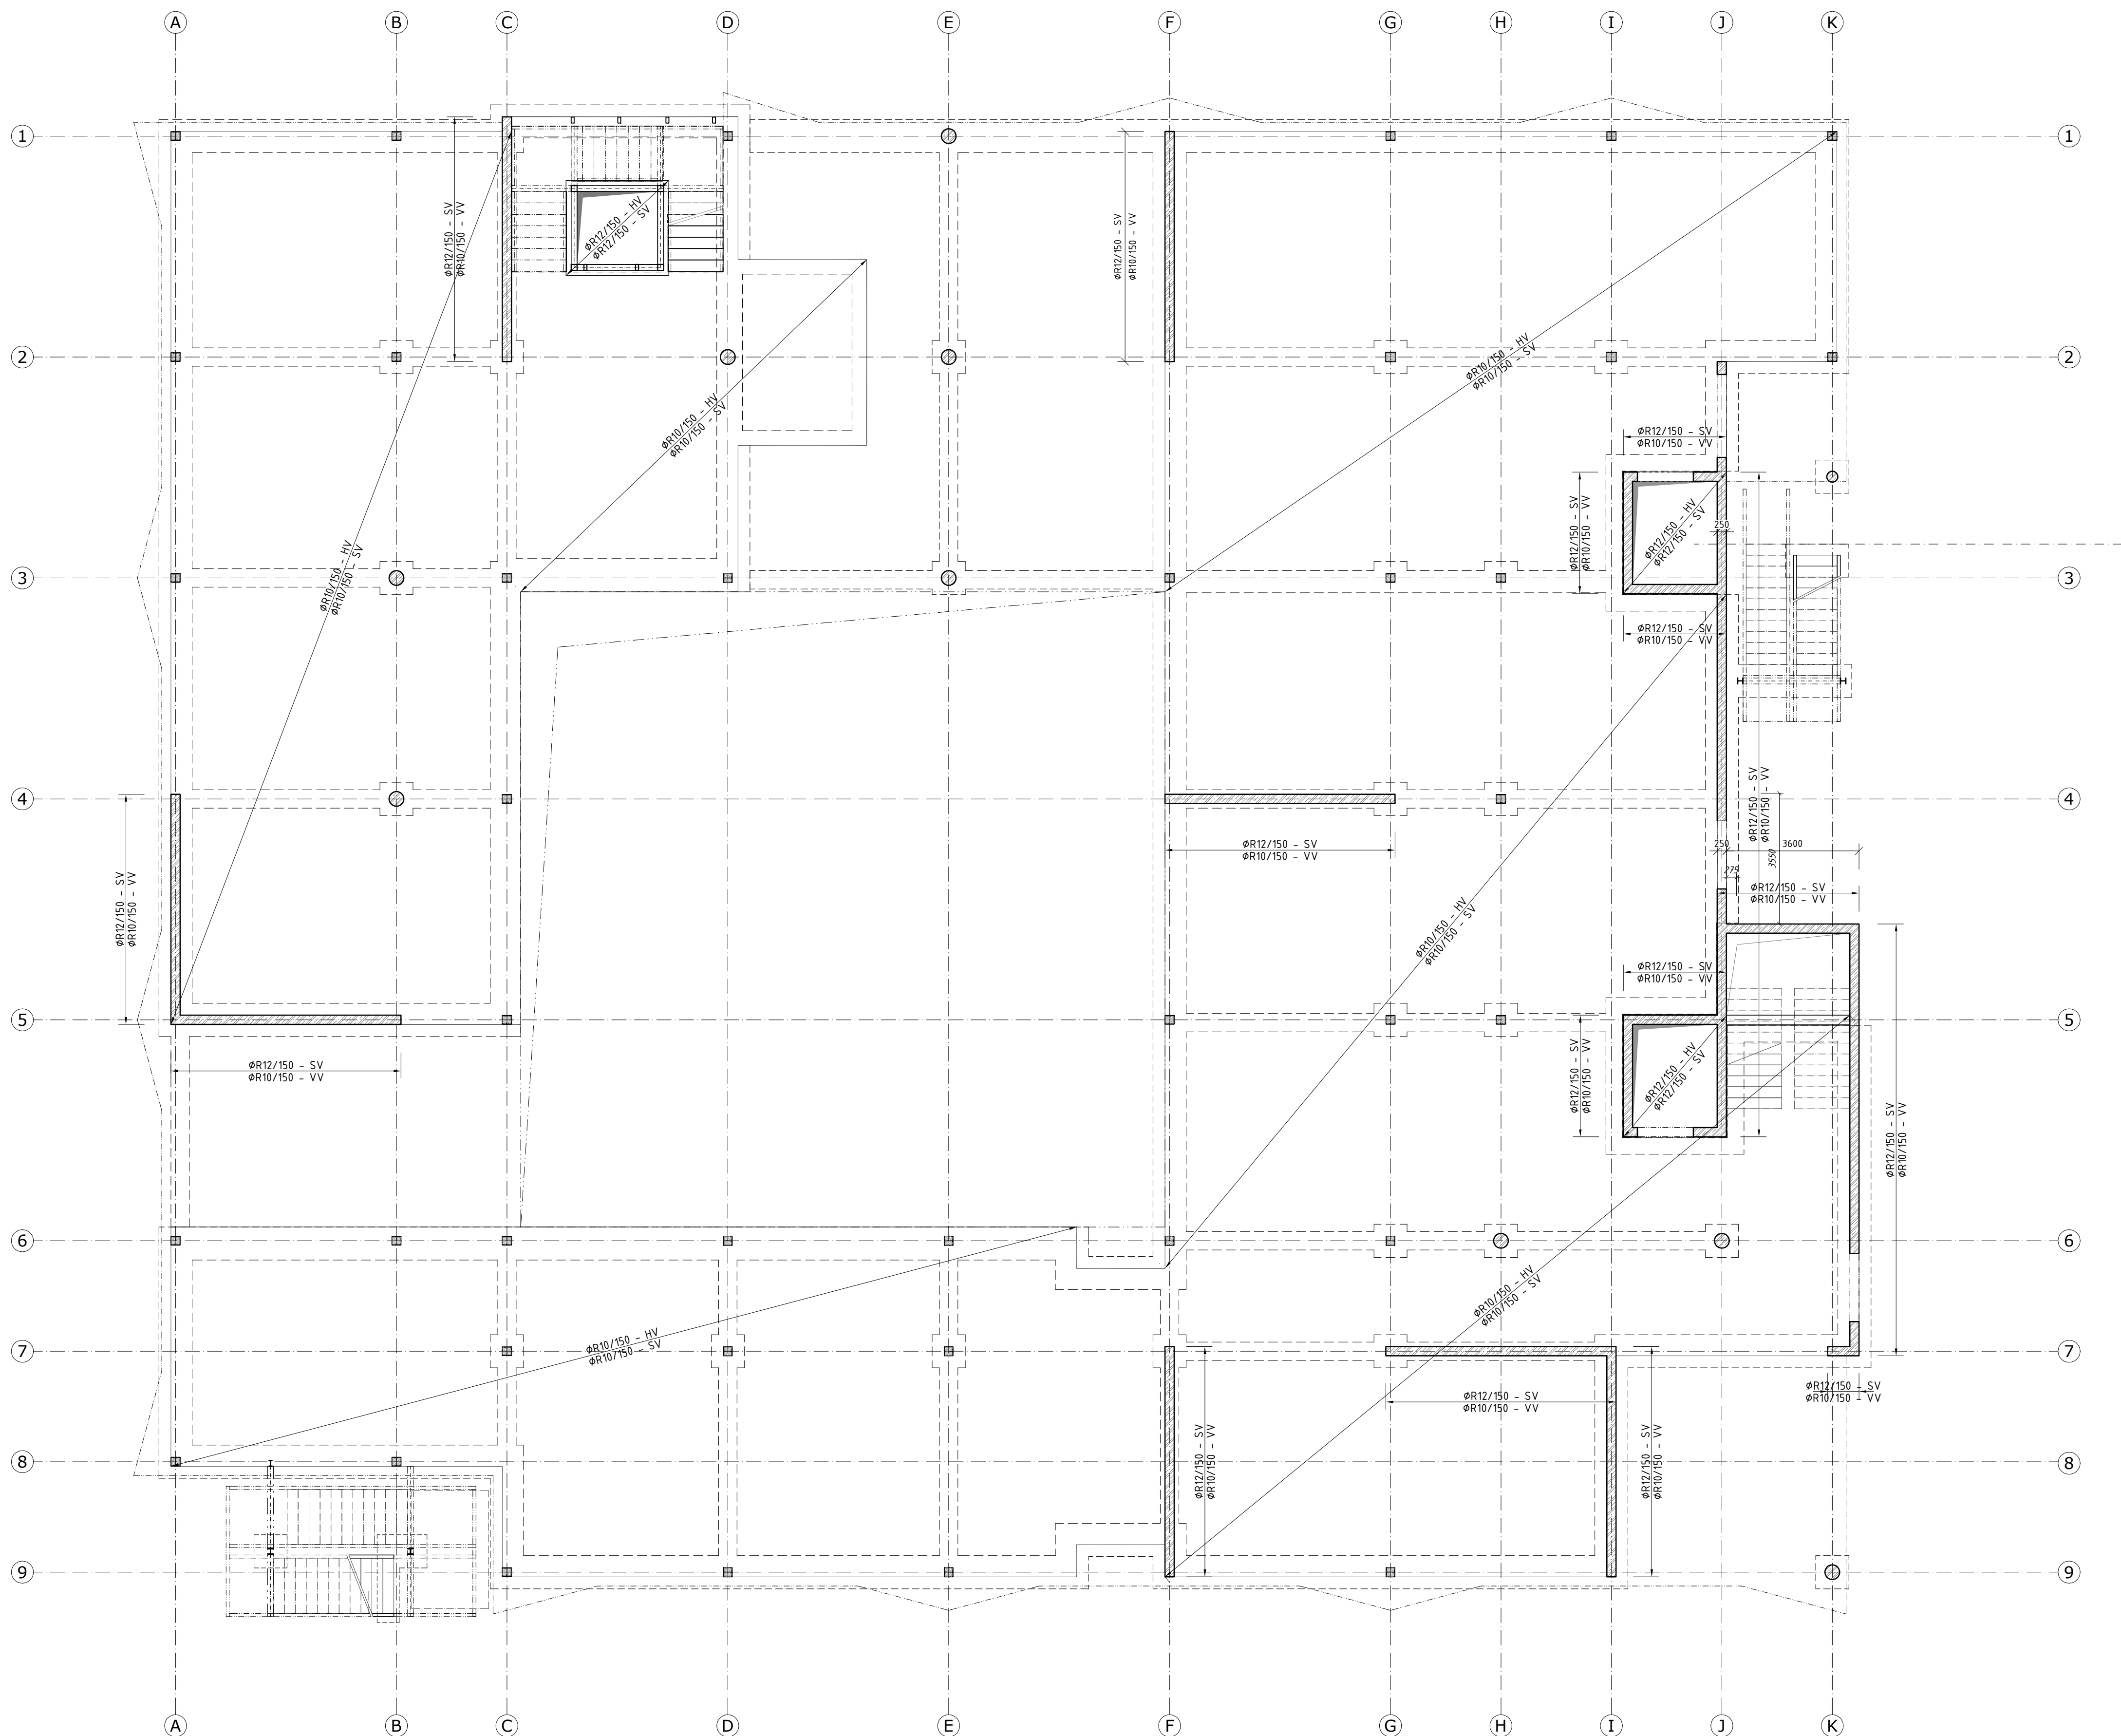 A B C D E F G H I J K
1 1
ØR12/150 - SV
ØR10/150 - VV
ØR12/150 - HV
ØR12/150 - SV
ØR12/150 - SV
ØR10/150 - VV
2 2
ØR10/150 - HV
ØR10/150 - SV
ØR10/150 - HV
ØR10/150 - SV
ØR12/150 - SV
ØR10/150 - VV
ØR12/150 - SV
ØR10/150 - VV
ØR12/150 - HV
ØR12/150 - SV
250
ØR10/150 - HV
ØR10/150 - SV
3 3
ØR12/150 - SV
ØR10/150 - VV
4 4
ØR12/150 - SV
ØR10/150 - VV
ØR12/150 - SV
ØR10/150 - VV
250
3600
3550
275
ØR12/150 - SV
ØR10/150 - VV
ØR12/150 - SV
ØR10/150 - VV
ØR10/150 - HV
ØR10/150 - SV
ØR12/150 - SV
ØR10/150 - VV
5 5
ØR12/150 - SV
ØR10/150 - VV
ØR12/150 - SV
ØR10/150 - VV
ØR12/150 - HV
ØR12/150 - SV
ØR12/150 - SV
ØR10/150 - VV
6 6
ØR10/150 - HV
ØR10/150 - SV
ØR10/150 - HV
ØR10/150 - SV
7 7
ØR12/150 - SV
ØR10/150 - VV
ØR12/150 - SV
ØR10/150 - VV
ØR12/150 - SV
ØR10/150 - VV
ØR12/150 - SV
ØR10/150 - VV
8 8
9 9
A B C D E F G H I J K